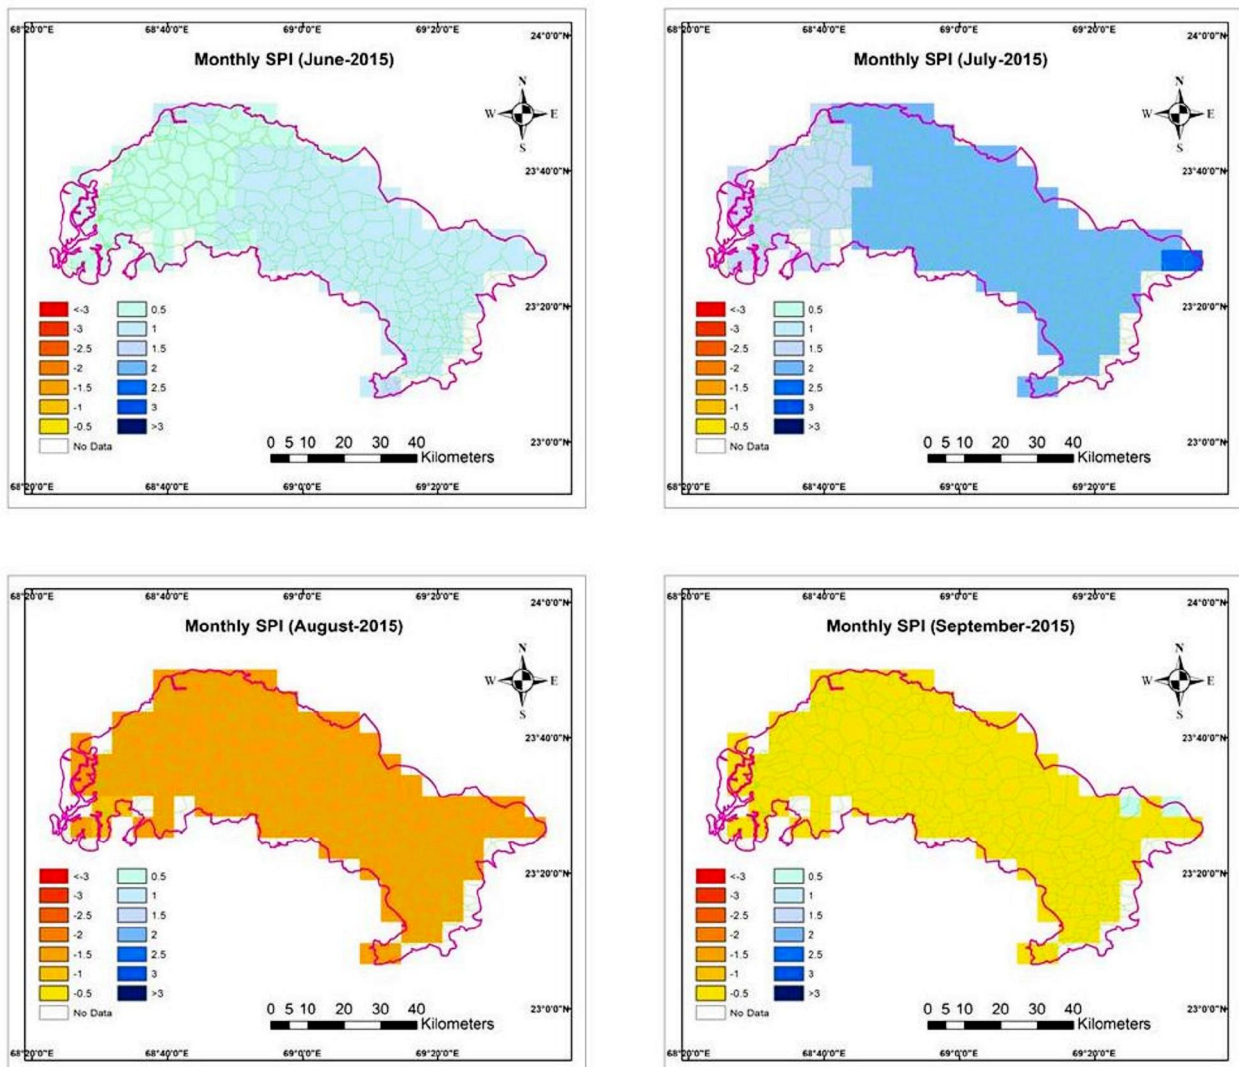 68°20'0"E 68°40'0"E 69°0'0"E 69°20'0"E
24°0'0"N
Monthly SPI (June-2015)
N
W E
S
23°40'0"N
23°20'0"N
<-3 0.5
-3 1
-2.5 1.5
-2 2
-1.5 2.5
-1 3
-0.5 >3
No Data
23°0'0"N
0 5 10 20 30 40
Kilometers
68°20'0"E 68°40'0"E 69°0'0"E 69°20'0"E
68°20'0"E 68°40'0"E 69°0'0"E 69°20'0"E
24°0'0"N
Monthly SPI (July-2015)
N
W E
S
23°40'0"N
23°20'0"N
<-3 0.5
-3 1
-2.5 1.5
-2 2
-1.5 2.5
-1 3
-0.5 >3
No Data
23°0'0"N
0 5 10 20 30 40
Kilometers
68°20'0"E 68°40'0"E 69°0'0"E 69°20'0"E
68°20'0"E 68°40'0"E 69°0'0"E 69°20'0"E
24°0'0"N
Monthly SPI (August-2015)
N
W E
S
23°40'0"N
23°20'0"N
<-3 0.5
-3 1
-2.5 1.5
-2 2
-1.5 2.5
-1 3
-0.5 >3
No Data
23°0'0"N
0 5 10 20 30 40
Kilometers
68°20'0"E 68°40'0"E 69°0'0"E 69°20'0"E
68°20'0"E 68°40'0"E 69°0'0"E 69°20'0"E
24°0'0"N
Monthly SPI (September-2015)
N
W E
S
23°40'0"N
23°20'0"N
<-3 0.5
-3 1
-2.5 1.5
-2 2
-1.5 2.5
-1 3
-0.5 >3
No Data
23°0'0"N
0 5 10 20 30 40
Kilometers
68°20'0"E 68°40'0"E 69°0'0"E 69°20'0"E